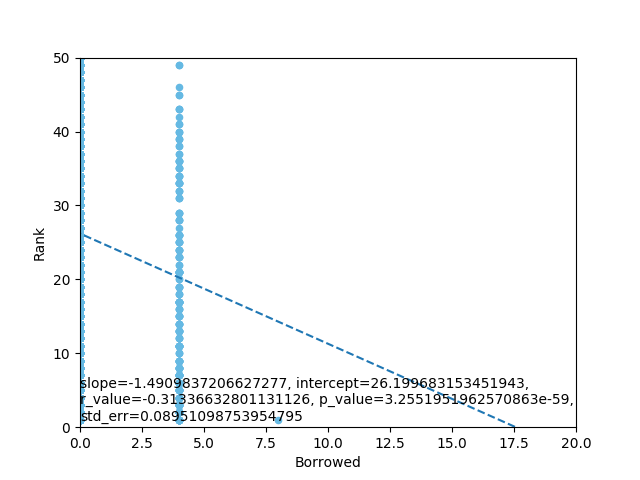 50
40
30
20
10
0
Rank
slope=-1.4909837206627277, intercept=26.199683153451943,
r_value=-0.31336632801131126, p_value=3.2551951962570863e-59,
std_err=0.08951098753954795
0.0 2.5 5.0 7.5 10.0 12.5 15.0 17.5 20.0
Borrowed